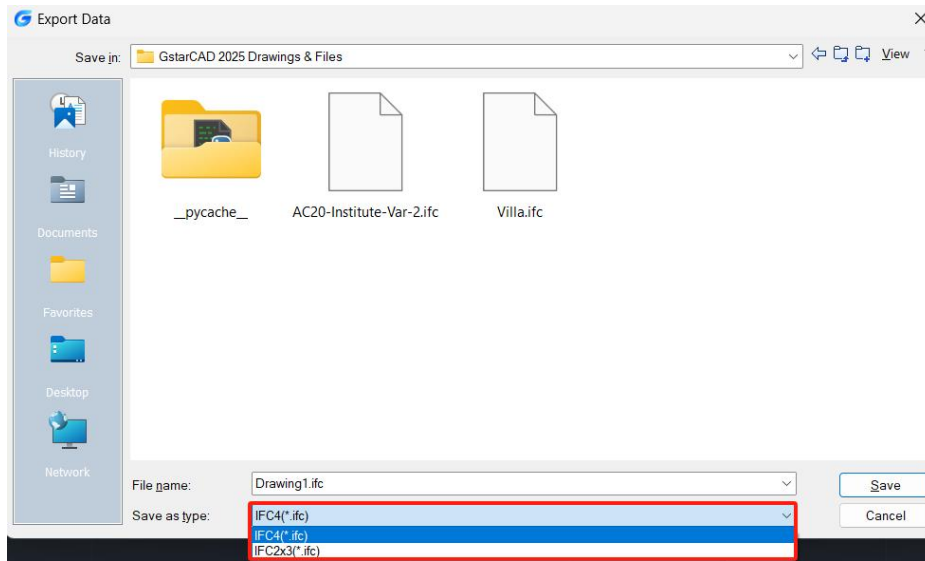 Export Data
Save in: GstarCAD 2025 Drawings & Files View
History
Documents
Favorites
Desktop
Network
__pycache__ AC20-Institute-Var-2.ifc Villa.ifc
File name: Drawing1.ifc Save
Save as type: IFC4(*.ifc) Cancel
IFC4(*.ifc)
IFC2x3(*.ifc)